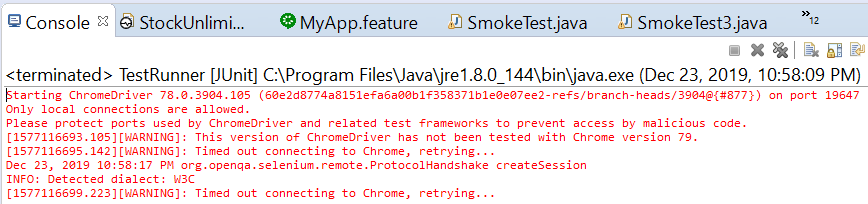 Console StockUnlimi... MyApp.feature SmokeTest.java SmokeTest3.java »12
<terminated> TestRunner [JUnit] C:\Program Files\Java\jre1.8.0_144\bin\java.exe (Dec 23, 2019, 10:58:09 PM)
Starting ChromeDriver 78.0.3904.105 (60e2d8774a8151efa6a00b1f358371b1e0e07ee2-refs/branch-heads/3904@{#877}) on port 19647
Only local connections are allowed.
Please protect ports used by ChromeDriver and related test frameworks to prevent access by malicious code.
[1577116693.105][WARNING]: This version of ChromeDriver has not been tested with Chrome version 79.
[1577116695.142][WARNING]: Timed out connecting to Chrome, retrying...
Dec 23, 2019 10:58:17 PM org.openqa.selenium.remote.ProtocolHandshake createSession
INFO: Detected dialect: W3C
[1577116699.223][WARNING]: Timed out connecting to Chrome, retrying...